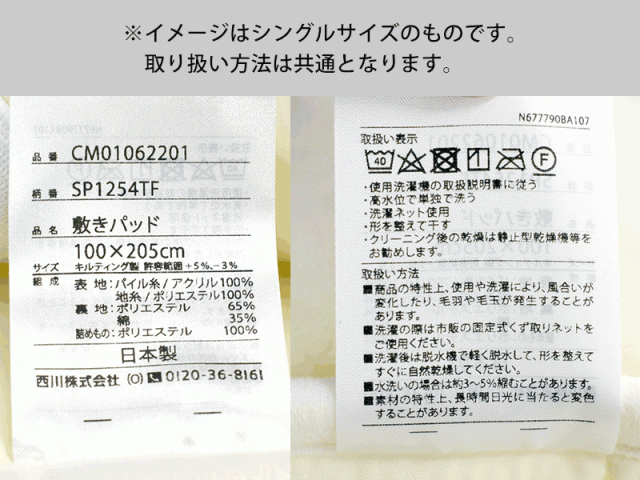 ※イメージはシングルサイズのものです。
取り扱い方法は共通となります。
品番 CM01062201
柄番 SP1254TF
品名 敷きパッド
100×205cm
サイズ キルティング製 許容範囲+5%,−3%
組成 表地:パイル糸/アクリル100%
地糸/ポリエステル100%
裏地:ポリエステル 65%
綿 35%
詰めもの:ポリエステル 100%
日本製
西川株式会社 (O) 0120-36-8161
N677790BA107
取扱い表示
40 F
・使用洗濯機の取扱説明書に従う
・高水位で単独で洗う
・洗濯ネット使用
・形を整えて干す
・クリーニング後の乾燥は静止型乾燥機等を
お勧めします。
取扱い方法
■商品の特性上、使用や洗濯により、風合いが
変化したり、毛羽や毛玉が発生することが
あります。
■洗濯の際は市販の固定式くず取りネットを
ご使用ください。
■洗濯後は脱水機で軽く脱水して、形を整えて
すぐに自然乾燥してください。
■水洗いの場合は約3〜5%縮むことがあります。
■素材の特性上、長時間日光に当たると変色
することがあります。